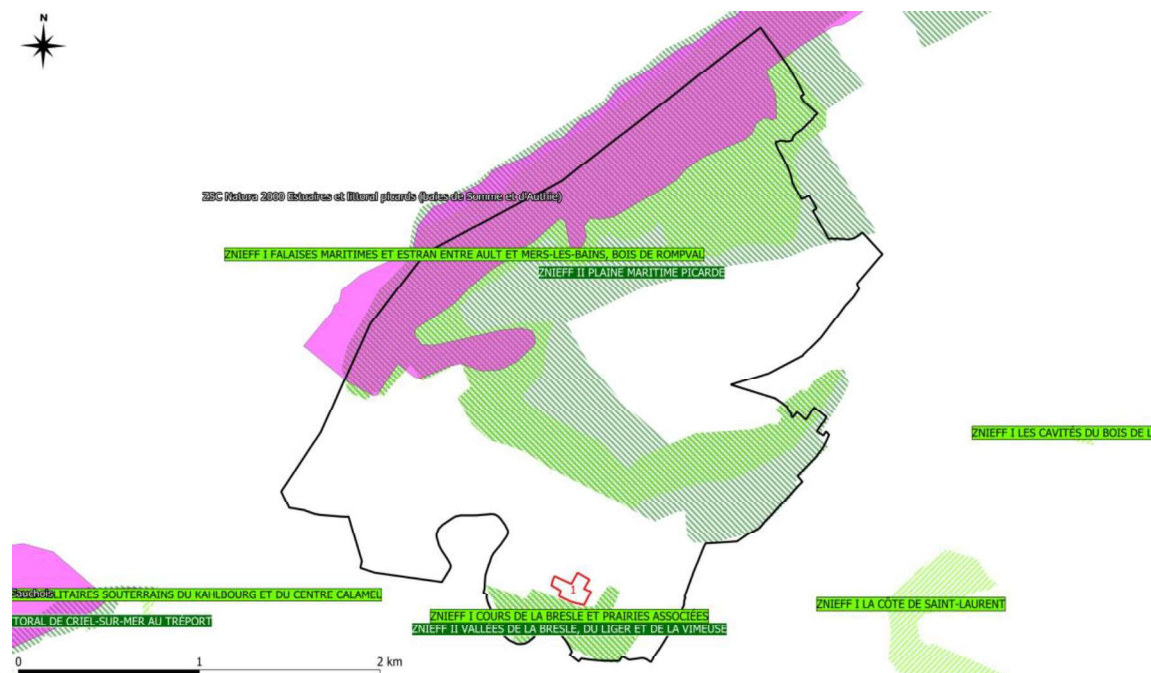 N
ZSC Natura 2000 Estuaires et littoral picards (baies de Somme et d'Authie)
ZNIEFF I FALAISES MARITIMES ET ESTRAN ENTRE AULT ET MERS-LES-BAINS, BOIS DE ROMPVAL
ZNIEFF II PLAINE MARITIME PICARDE
ZNIEFF I LES CAVITÉS DU BOIS DE L
1
Cauchois LITAIRES SOUTERRAINS DU KAHLBOURG ET DU CENTRE CALAMEL
ZNIEFF I LA CÔTE DE SAINT-LAURENT
ZNIEFF I COURS DE LA BRESLE ET PRAIRIES ASSOCIÉES
TORAL DE CRIEL-SUR-MER AU TRÉPORT
ZNIEFF II VALLÉES DE LA BRESLE, DU LIGER ET DE LA VIMEUSE
0 1 2 km